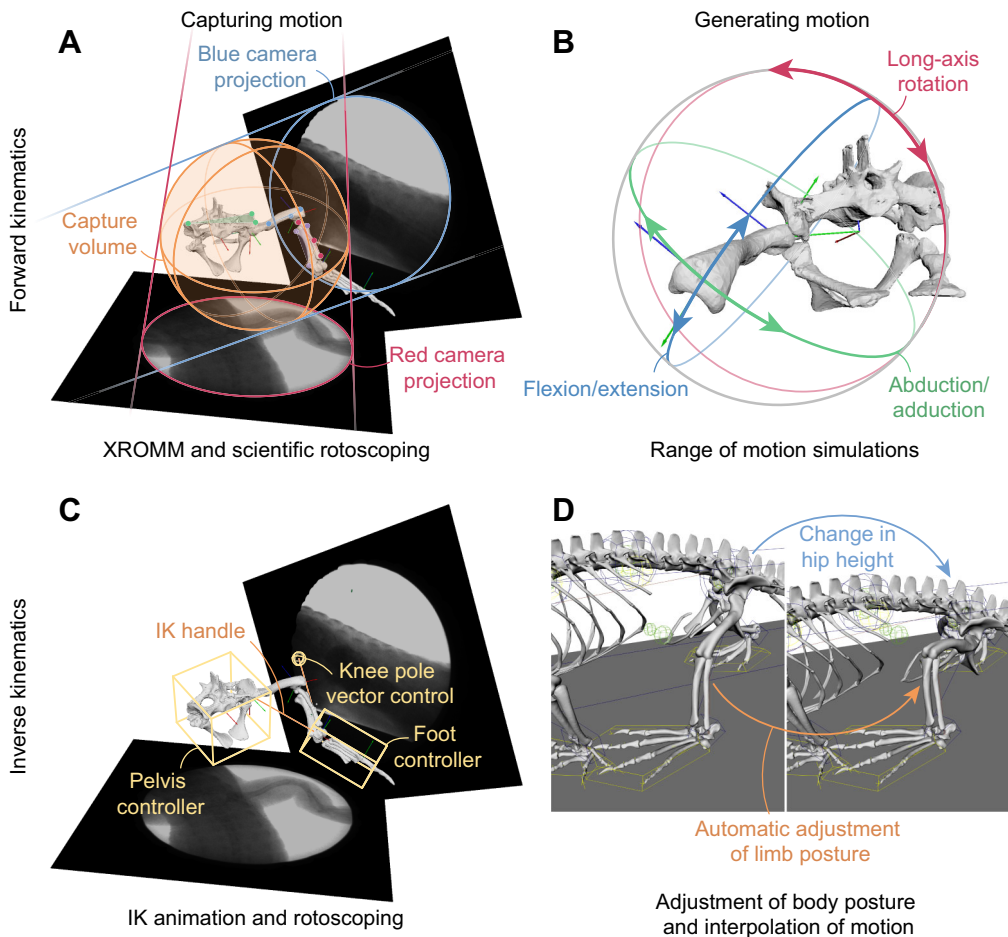 Capturing motion
Generating motion
Forward kinematics
Inverse kinematics
A
Blue camera
projection
Capture
volume
Red camera
projection
XROMM and scientific rotoscoping
B
Long-axis
rotation
Flexion/extension
Abduction/
adduction
Range of motion simulations
C
IK handle
Knee pole
vector control
Foot
controller
Pelvis
controller
IK animation and rotoscoping
D
Change in
hip height
Automatic adjustment
of limb posture
Adjustment of body posture
and interpolation of motion